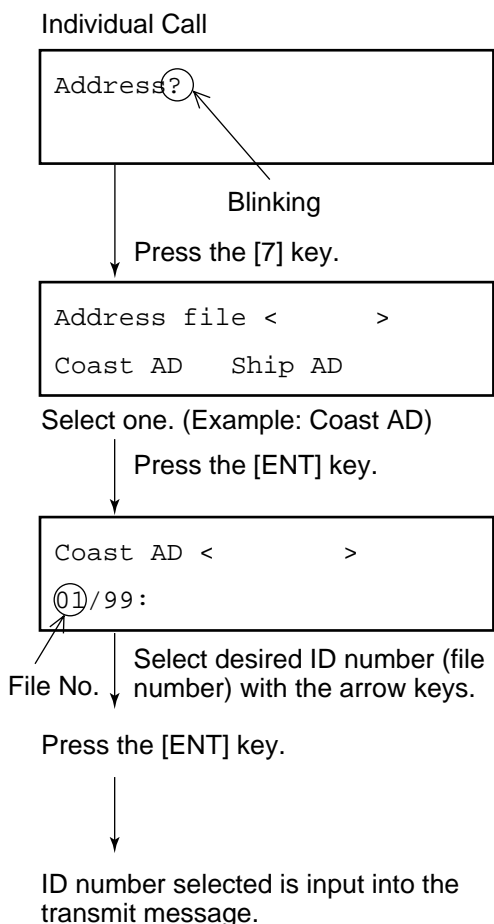 Individual Call
Address?
Blinking
Press the [7] key.
Address file <      >
Coast AD   Ship AD
Select one. (Example: Coast AD)
Press the [ENT] key.
Coast AD <        >
01/99:
File No.
Select desired ID number (file
number) with the arrow keys.
Press the [ENT] key.
ID number selected is input into the
transmit message.